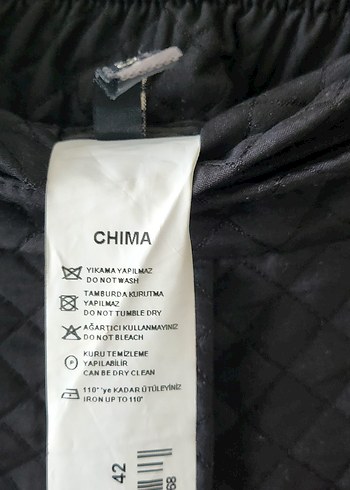 CHIMA
YIKAMA YAPILMAZ
DO NOT WASH
TAMBURDA KURUTMA
YAPILMAZ
DO NOT TUMBLE DRY
AĞARTICI KULLANMAYINIZ
DO NOT BLEACH
KURU TEMİZLEME
YAPILABİLİR
CAN BE DRY CLEAN
110° 'ye KADAR ÜTÜLEYİNİZ
IRON UP TO 110°
42
68